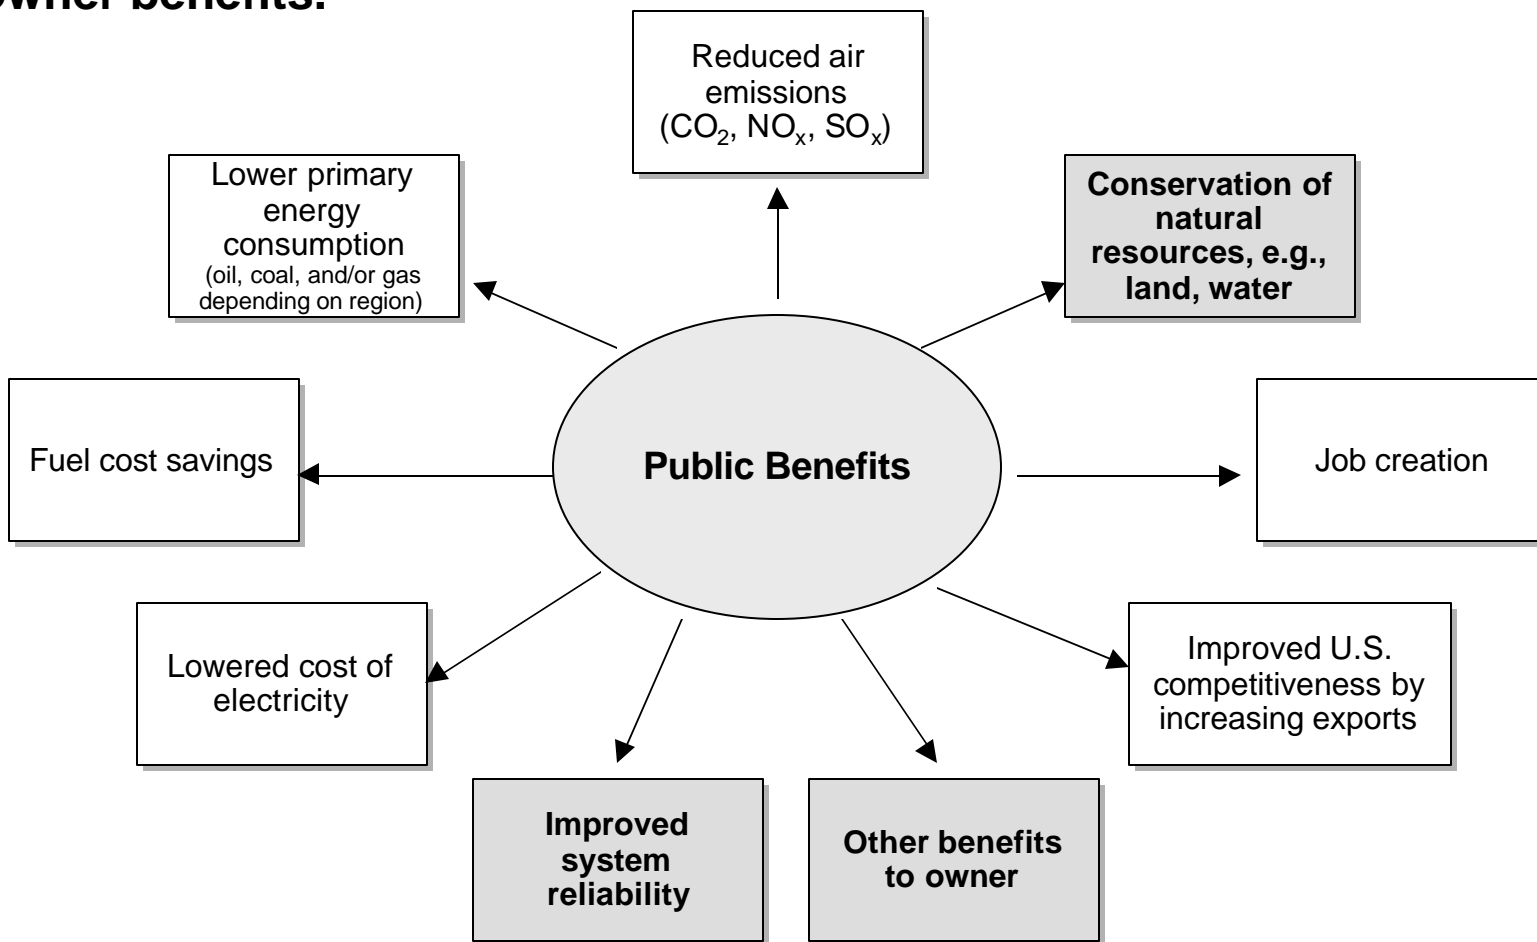 owner benefits.
Reduced air
emissions
(CO₂, NOₓ, SOₓ)
Lower primary
energy
consumption
(oil, coal, and/or gas
depending on region)
Conservation of
natural
resources, e.g.,
land, water
Fuel cost savings
Public Benefits
Job creation
Lowered cost of
electricity
Improved U.S.
competitiveness by
increasing exports
Improved
system
reliability
Other benefits
to owner